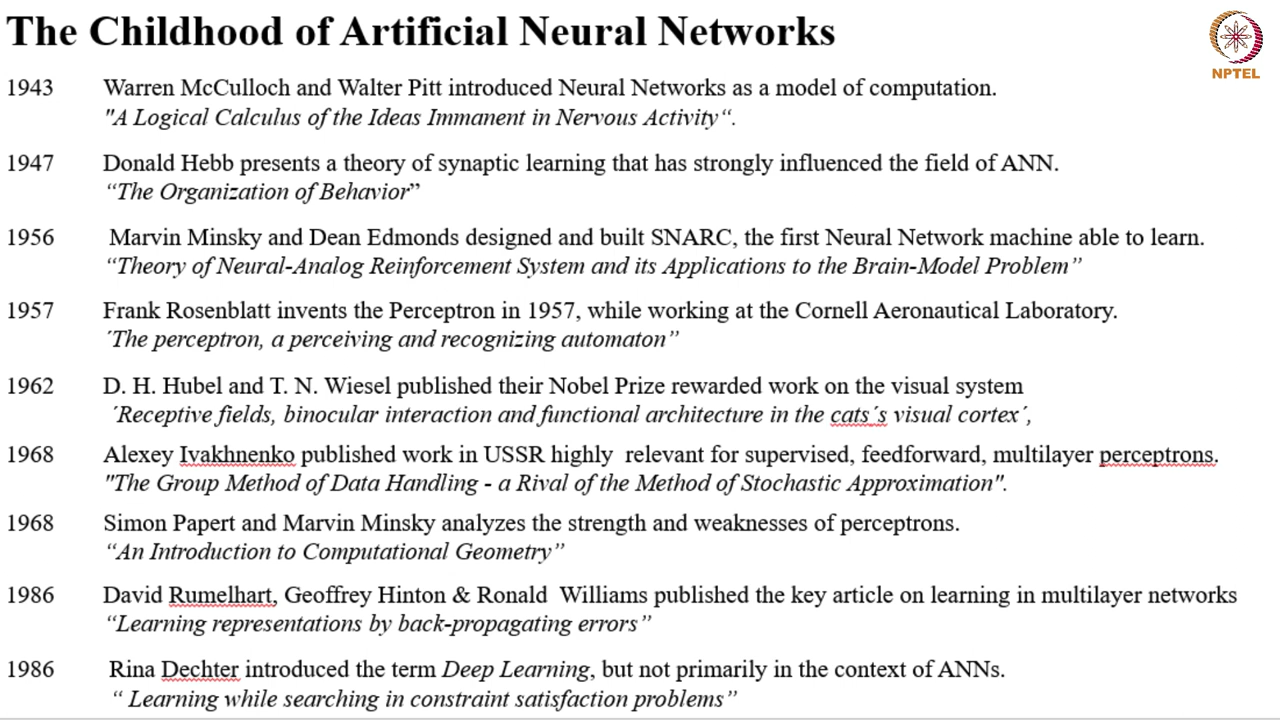 The Childhood of Artificial Neural Networks
NPTEL
1943 Warren McCulloch and Walter Pitt introduced Neural Networks as a model of computation.
"A Logical Calculus of the Ideas Immanent in Nervous Activity“.
1947 Donald Hebb presents a theory of synaptic learning that has strongly influenced the field of ANN.
“The Organization of Behavior”
1956 Marvin Minsky and Dean Edmonds designed and built SNARC, the first Neural Network machine able to learn.
“Theory of Neural-Analog Reinforcement System and its Applications to the Brain-Model Problem”
1957 Frank Rosenblatt invents the Perceptron in 1957, while working at the Cornell Aeronautical Laboratory.
´The perceptron, a perceiving and recognizing automaton”
1962 D. H. Hubel and T. N. Wiesel published their Nobel Prize rewarded work on the visual system
´Receptive fields, binocular interaction and functional architecture in the cats´s visual cortex´,
1968 Alexey Ivakhnenko published work in USSR highly relevant for supervised, feedforward, multilayer perceptrons.
"The Group Method of Data Handling - a Rival of the Method of Stochastic Approximation".
1968 Simon Papert and Marvin Minsky analyzes the strength and weaknesses of perceptrons.
“An Introduction to Computational Geometry”
1986 David Rumelhart, Geoffrey Hinton & Ronald Williams published the key article on learning in multilayer networks
“Learning representations by back-propagating errors”
1986 Rina Dechter introduced the term Deep Learning, but not primarily in the context of ANNs.
“ Learning while searching in constraint satisfaction problems”